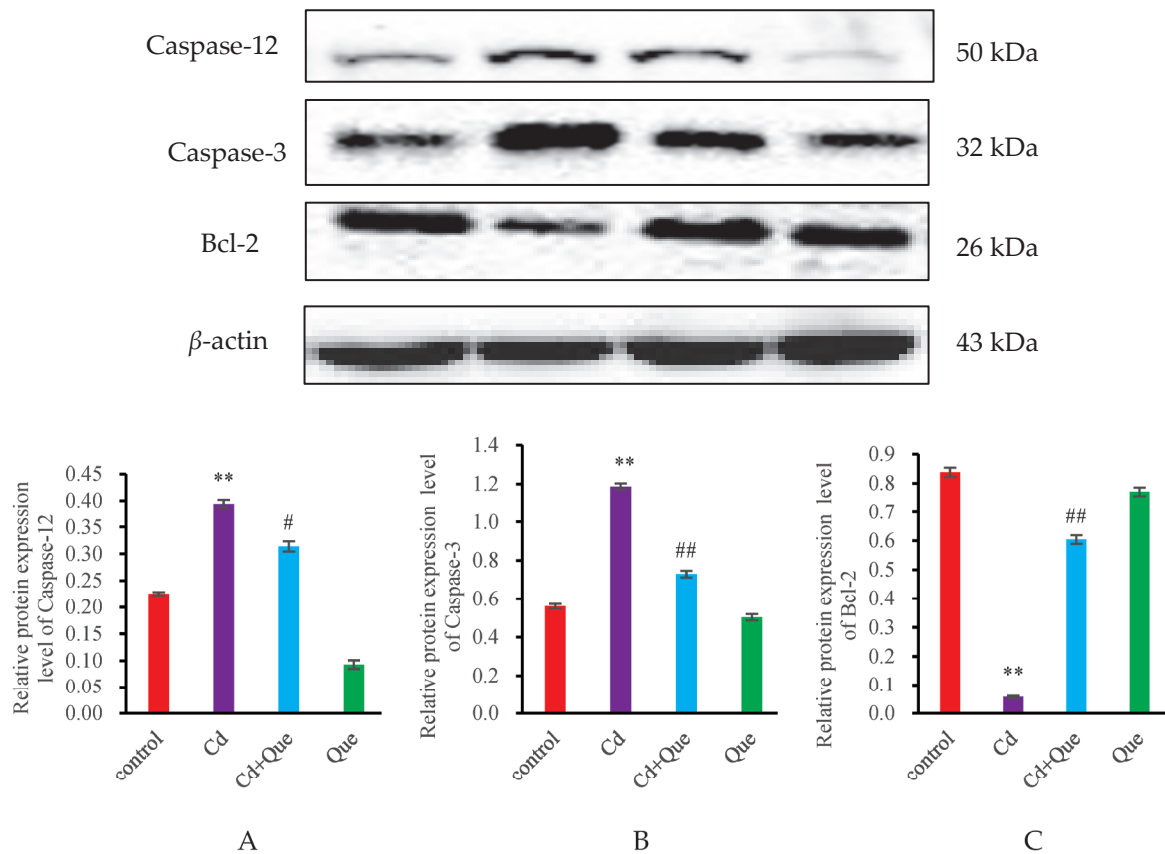 Caspase-12
50 kDa
Caspase-3
32 kDa
Bcl-2
26 kDa
β-actin
43 kDa
Relative protein expression
level of Caspase-12
0.45
0.40
0.35
0.30
0.25
0.20
0.15
0.10
0.05
0.00
**
#
control
Cd
Cd+Que
Que
A
Relative protein expression level
of Caspase-3
1.4
1.2
1.0
0.8
0.6
0.4
0.2
0.0
**
##
control
Cd
Cd+Que
Que
B
Relative protein expression level
of Bcl-2
0.9
0.8
0.7
0.6
0.5
0.4
0.3
0.2
0.1
0.0
**
##
control
Cd
Cd+Que
Que
C